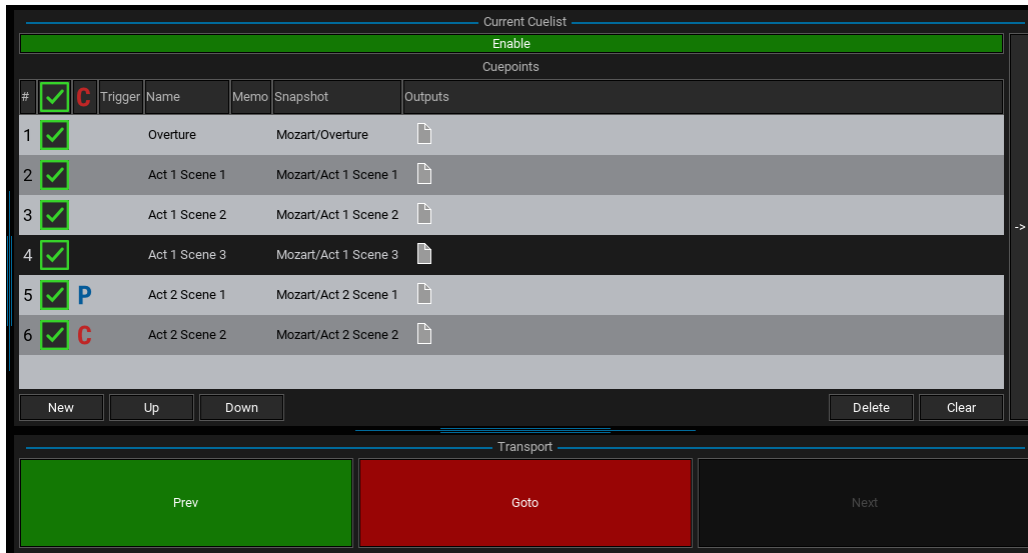 Current Cuelist
Enable
Cuepoints
# C Trigger Name Memo Snapshot Outputs
1 Overture Mozart/Overture
2 Act 1 Scene 1 Mozart/Act 1 Scene 1
3 Act 1 Scene 2 Mozart/Act 1 Scene 2
->
4 Act 1 Scene 3 Mozart/Act 1 Scene 3
5 P Act 2 Scene 1 Mozart/Act 2 Scene 1
6 C Act 2 Scene 2 Mozart/Act 2 Scene 2
New Up Down Delete Clear
Transport
Prev Goto Next